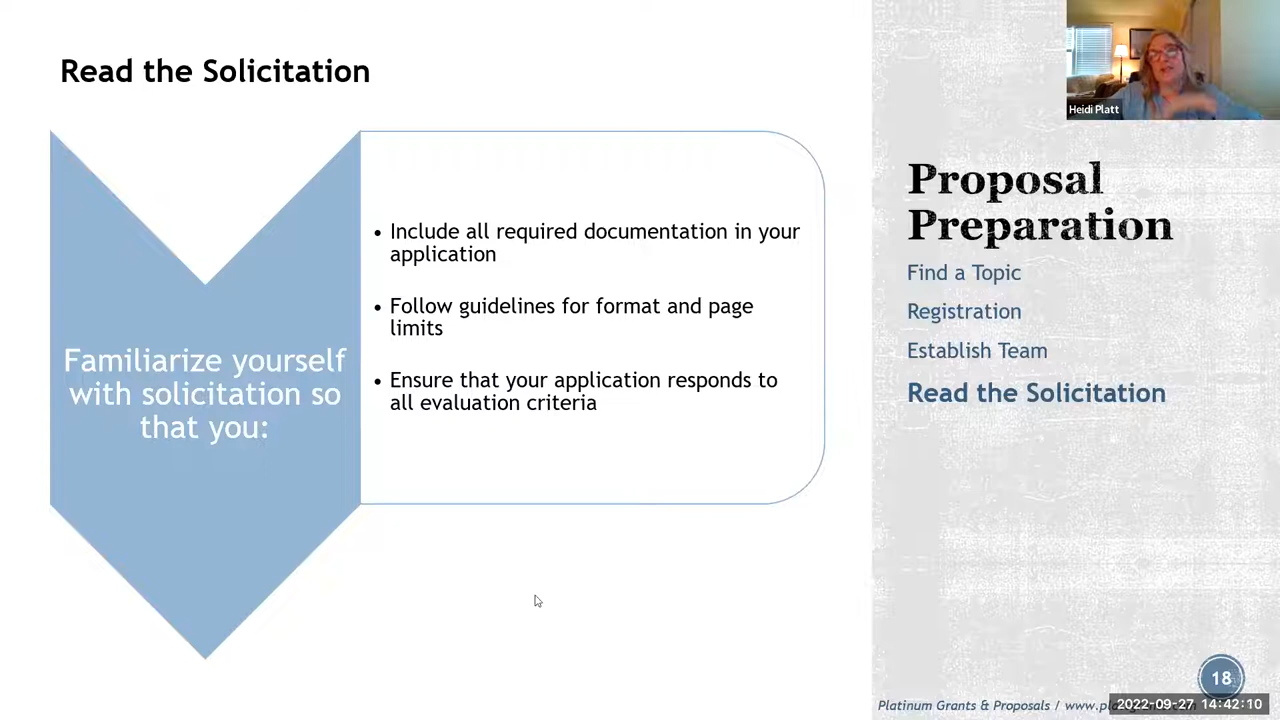 Read the Solicitation
Familiarize yourself
with solicitation so
that you:
• Include all required documentation in your
application
• Follow guidelines for format and page
limits
• Ensure that your application responds to
all evaluation criteria
Heidi Platt
Proposal
Preparation
Find a Topic
Registration
Establish Team
Read the Solicitation
18
Platinum Grants & Proposals /
2022-09-27 14:42:10